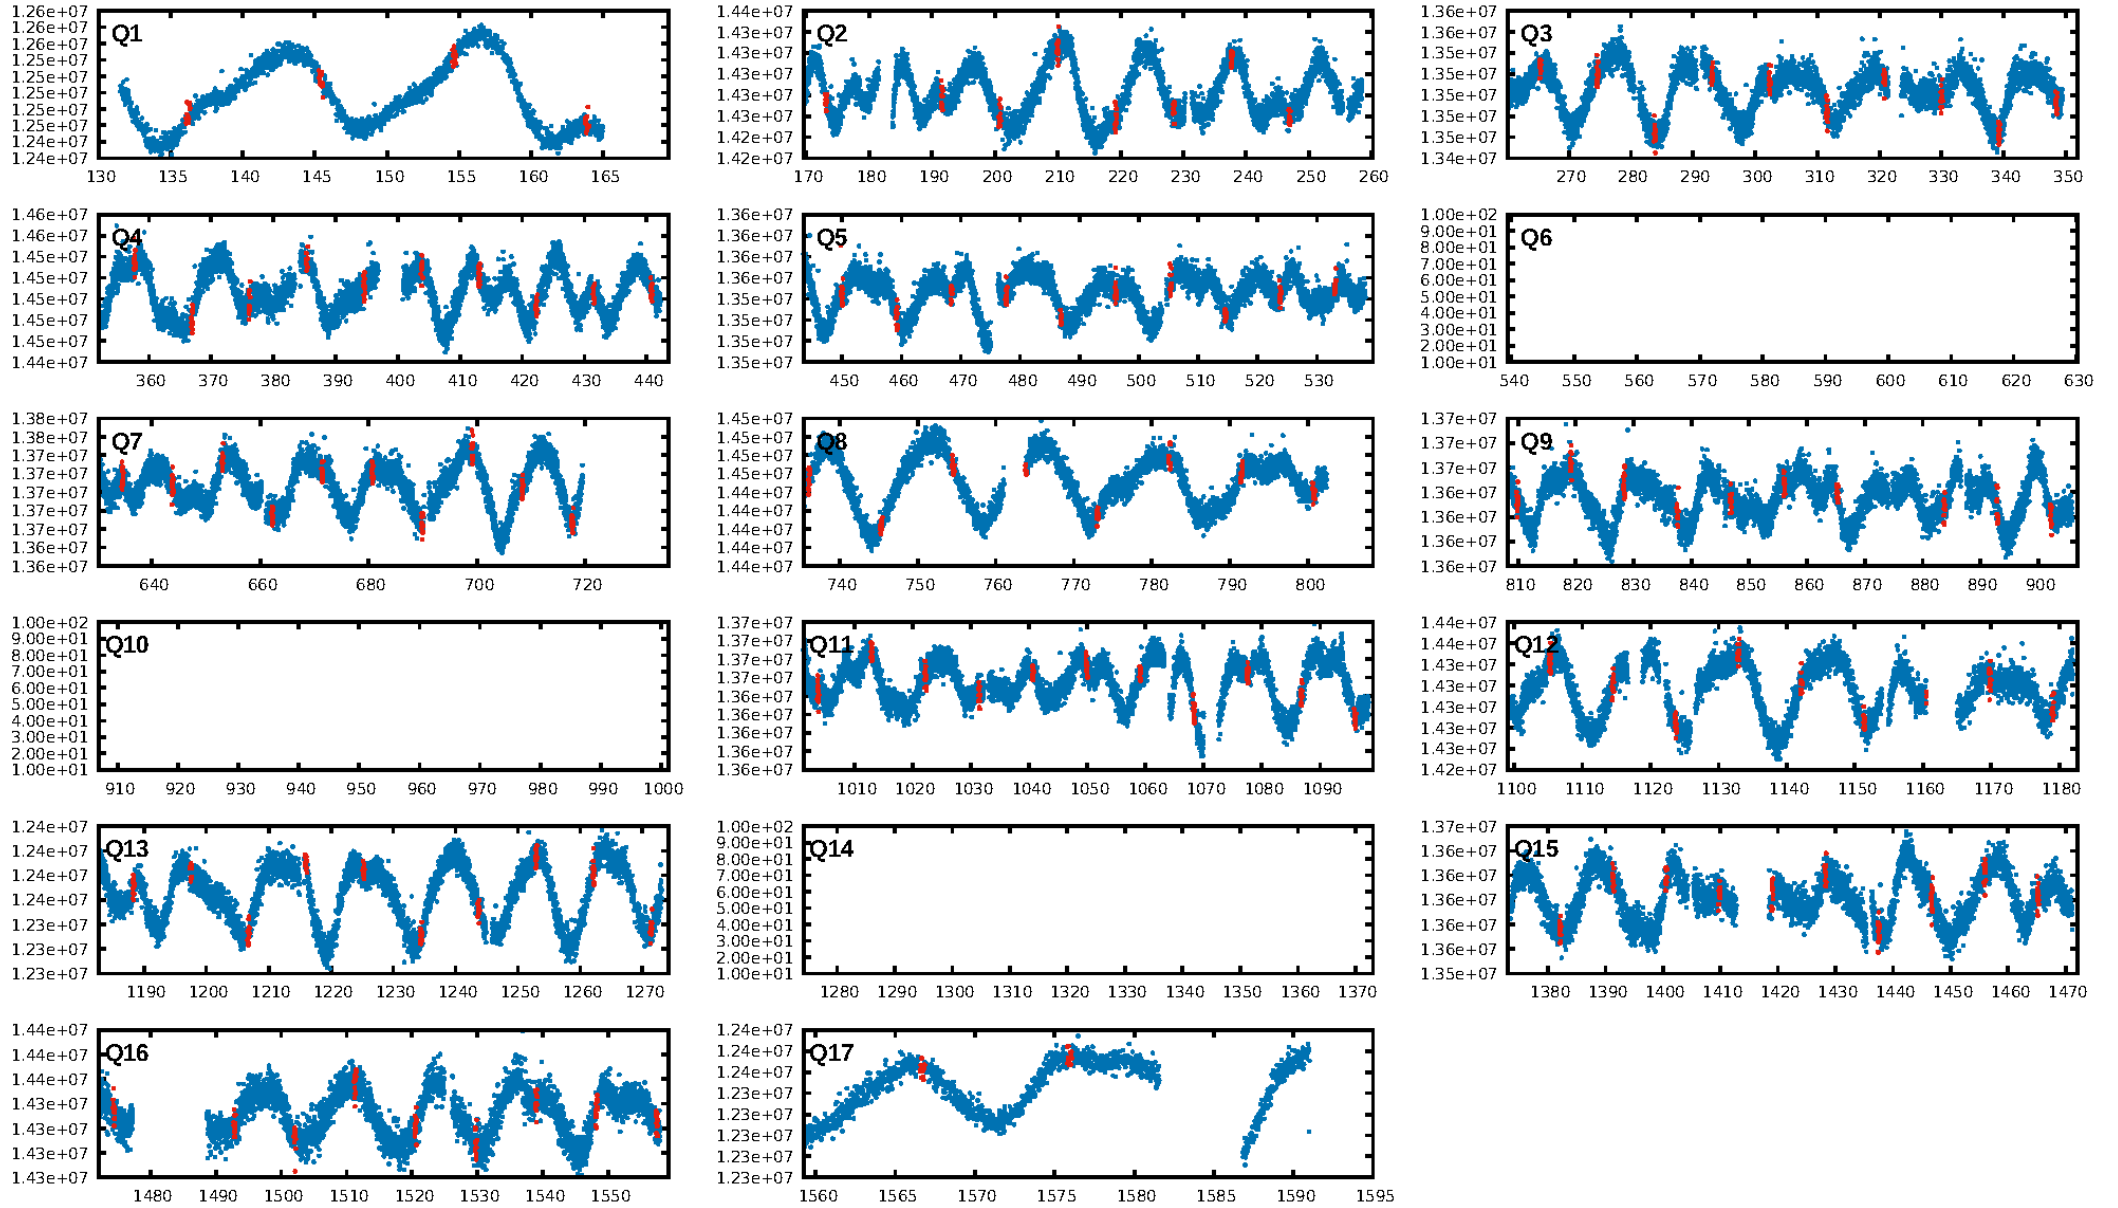 Q1
1.26e+07
1.26e+07
1.26e+07
1.25e+07
1.25e+07
1.25e+07
1.25e+07
1.25e+07
1.24e+07
1.24e+07
130 135 140 145 150 155 160 165
Q2
1.44e+07
1.43e+07
1.43e+07
1.43e+07
1.43e+07
1.43e+07
1.42e+07
1.42e+07
170 180 190 200 210 220 230 240 250 260
Q3
1.36e+07
1.36e+07
1.35e+07
1.35e+07
1.35e+07
1.35e+07
1.35e+07
1.34e+07
270 280 290 300 310 320 330 340 350
Q4
1.46e+07
1.46e+07
1.45e+07
1.45e+07
1.45e+07
1.45e+07
1.45e+07
1.44e+07
360 370 380 390 400 410 420 430 440
Q5
1.36e+07
1.36e+07
1.36e+07
1.36e+07
1.35e+07
1.35e+07
1.35e+07
1.35e+07
450 460 470 480 490 500 510 520 530
Q6
1.00e+02
9.00e+01
8.00e+01
7.00e+01
6.00e+01
5.00e+01
4.00e+01
3.00e+01
2.00e+01
1.00e+01
540 550 560 570 580 590 600 610 620 630
Q7
1.38e+07
1.38e+07
1.37e+07
1.37e+07
1.37e+07
1.37e+07
1.37e+07
1.36e+07
1.36e+07
640 660 680 700 720
Q8
1.45e+07
1.45e+07
1.45e+07
1.45e+07
1.44e+07
1.44e+07
1.44e+07
1.44e+07
1.44e+07
740 750 760 770 780 790 800
Q9
1.37e+07
1.37e+07
1.37e+07
1.36e+07
1.36e+07
1.36e+07
1.36e+07
810 820 830 840 850 860 870 880 890 900
Q10
1.00e+02
9.00e+01
8.00e+01
7.00e+01
6.00e+01
5.00e+01
4.00e+01
3.00e+01
2.00e+01
1.00e+01
910 920 930 940 950 960 970 980 990 1000
Q11
1.37e+07
1.37e+07
1.37e+07
1.37e+07
1.36e+07
1.36e+07
1.36e+07
1.36e+07
1.36e+07
1010 1020 1030 1040 1050 1060 1070 1080 1090
Q12
1.44e+07
1.44e+07
1.43e+07
1.43e+07
1.43e+07
1.43e+07
1.43e+07
1.42e+07
1100 1110 1120 1130 1140 1150 1160 1170 1180
Q13
1.24e+07
1.24e+07
1.24e+07
1.24e+07
1.23e+07
1.23e+07
1.23e+07
1190 1200 1210 1220 1230 1240 1250 1260 1270
Q14
1.00e+02
9.00e+01
8.00e+01
7.00e+01
6.00e+01
5.00e+01
4.00e+01
3.00e+01
2.00e+01
1.00e+01
1280 1290 1300 1310 1320 1330 1340 1350 1360 1370
Q15
1.37e+07
1.36e+07
1.36e+07
1.36e+07
1.36e+07
1.36e+07
1.35e+07
1380 1390 1400 1410 1420 1430 1440 1450 1460 1470
Q16
1.44e+07
1.44e+07
1.44e+07
1.43e+07
1.43e+07
1.43e+07
1.43e+07
1480 1490 1500 1510 1520 1530 1540 1550
Q17
1.24e+07
1.24e+07
1.24e+07
1.23e+07
1.23e+07
1.23e+07
1.23e+07
1.23e+07
1560 1565 1570 1575 1580 1585 1590 1595